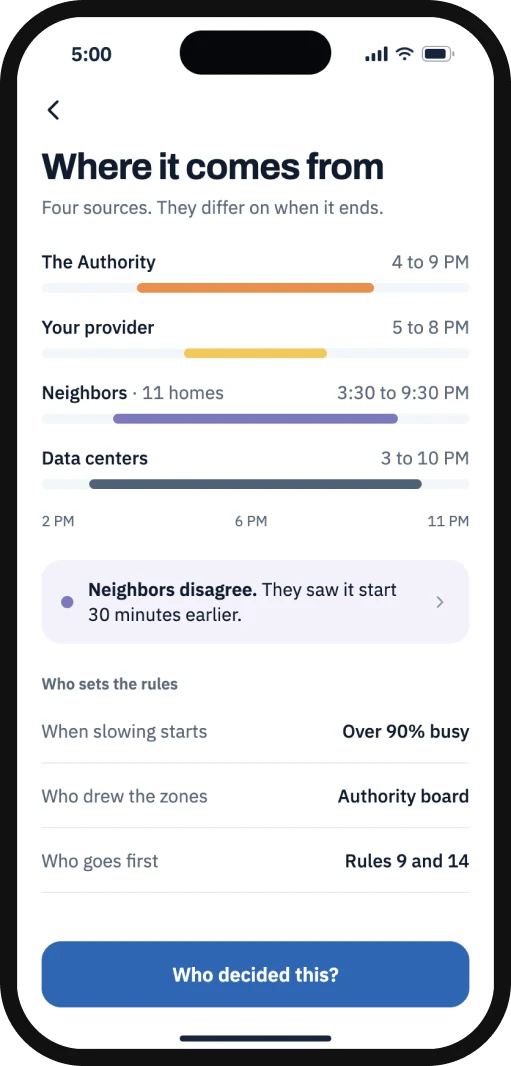 5:00
Where it comes from
Four sources. They differ on when it ends.
The Authority 4 to 9 PM
Your provider 5 to 8 PM
Neighbors · 11 homes 3:30 to 9:30 PM
Data centers 3 to 10 PM
2 PM 6 PM 11 PM
Neighbors disagree. They saw it start
30 minutes earlier.
Who sets the rules
When slowing starts Over 90% busy
Who drew the zones Authority board
Who goes first Rules 9 and 14
Who decided this?